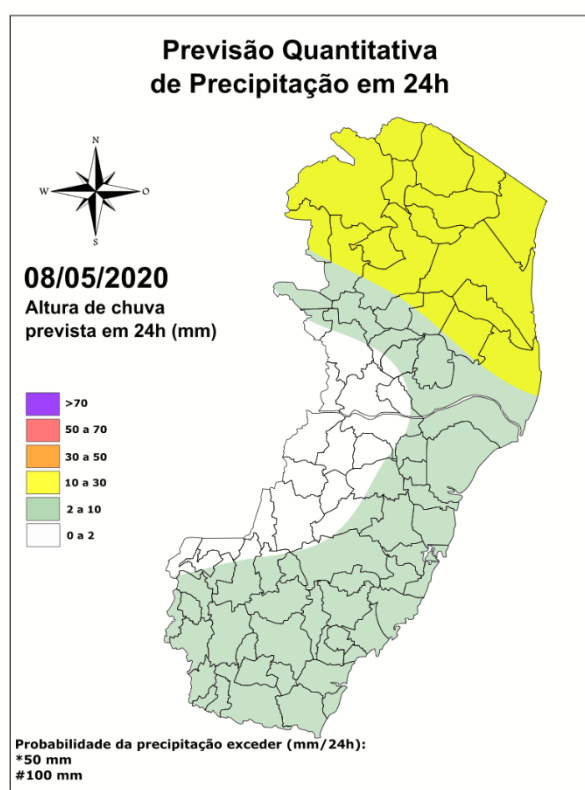 Previsão Quantitativa
de Precipitação em 24h
N
W
O
S
08/05/2020
Altura de chuva
prevista em 24h (mm)
>70
50 a 70
30 a 50
10 a 30
2 a 10
0 a 2
Probabilidade da precipitação exceder (mm/24h):
*50 mm
#100 mm